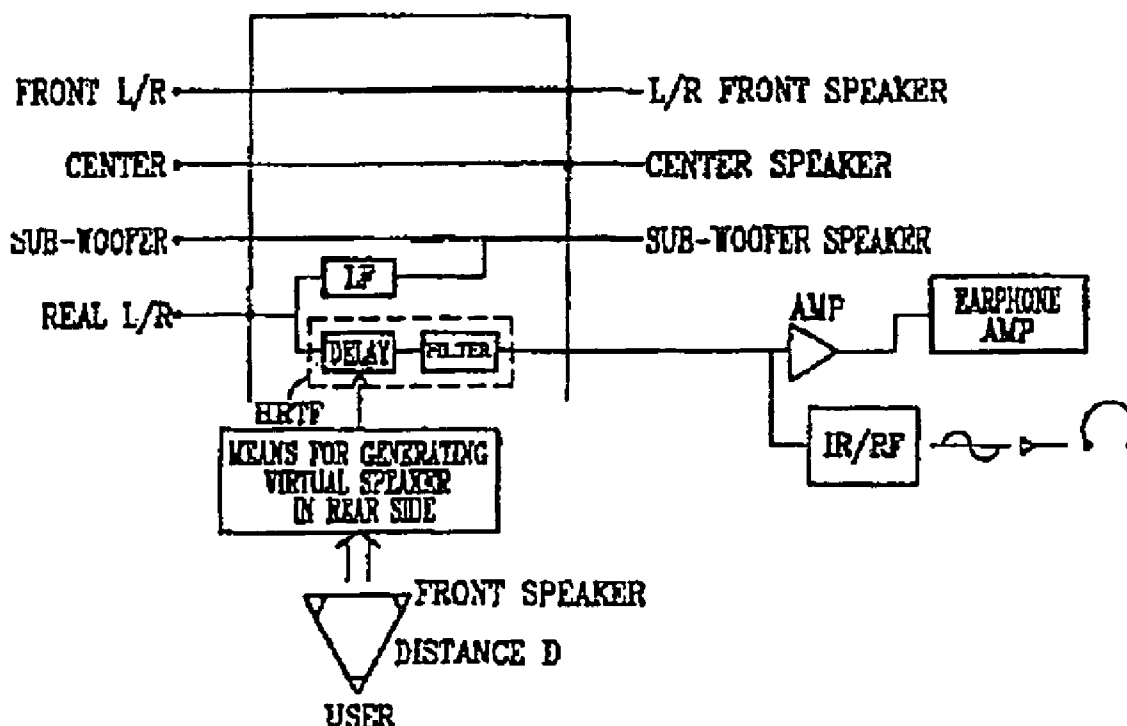 FRONT L/R
L/R FRONT SPEAKER
CENTER
CENTER SPEAKER
SUB-WOOFER
SUB-WOOFER SPEAKER
LF
REAL L/R
DELAY
FILTER
HRTF
AMP
EARPHONE
AMP
IR/RF
MEANS FOR GENERATING
VIRTUAL SPEAKER
IN REAR SIDE
FRONT SPEAKER
DISTANCE D
USER